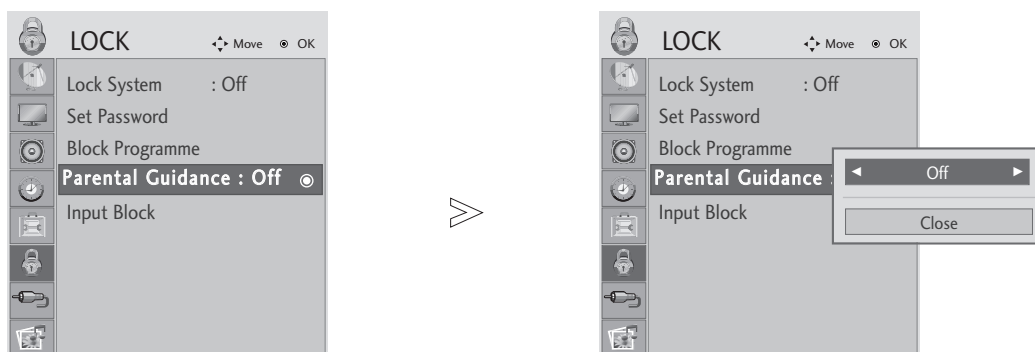 LOCK Move OK
Lock System : Off
Set Password
Block Programme
Parental Guidance : Off
Input Block
LOCK Move OK
Lock System : Off
Set Password
Block Programme
Parental Guidance :
Input Block
Off
Close